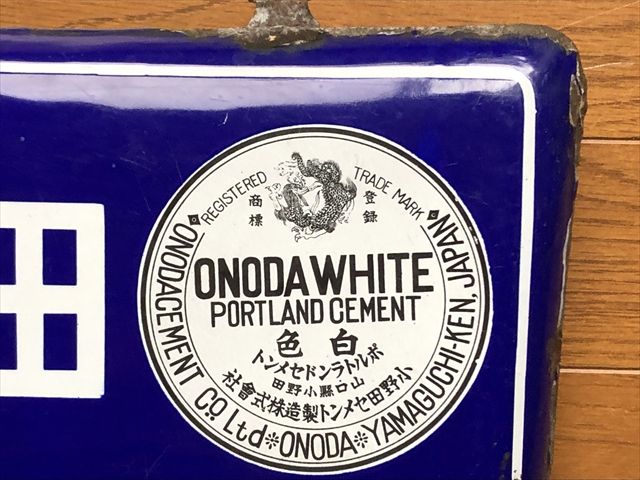 REGISTERED TRADE MARK
商標 登録
ONODA WHITE
PORTLAND CEMENT
色白
トンメセドンラトルポ
田野小縣口山
社會式株造製トンメセ田野小
ONODA CEMENT CO. Ltd ※ ONODA ※ YAMAGUCHI-KEN, JAPAN
田